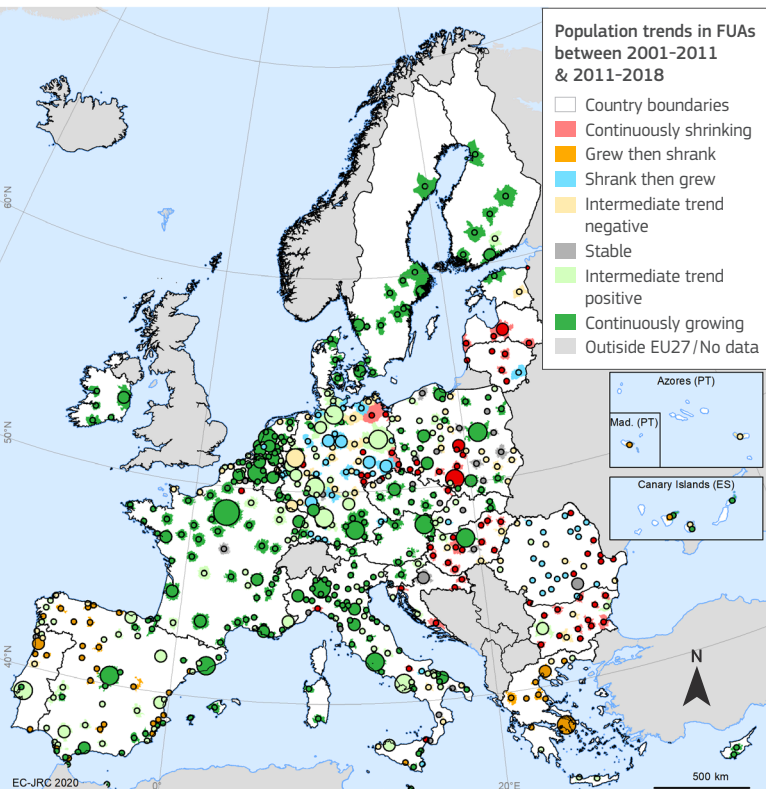 Population trends in FUAs
between 2001-2011
& 2011-2018
Country boundaries
Continuously shrinking
Grew then shrank
Shrank then grew
Intermediate trend
negative
Stable
Intermediate trend
positive
Continuously growing
Outiside EU27/No data
60°N
50°N
40°N
Azores (PT)
Mad. (PT)
Canary Islands (ES)
N
EC-JRC 2020
0°
20°E
500 km